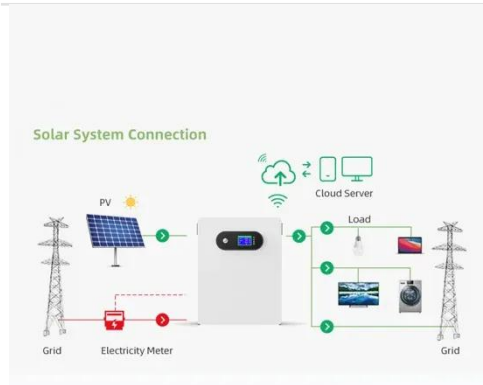 Solar System Connection
Cloud Server
PV
Load
Grid
Electricity Meter
Grid